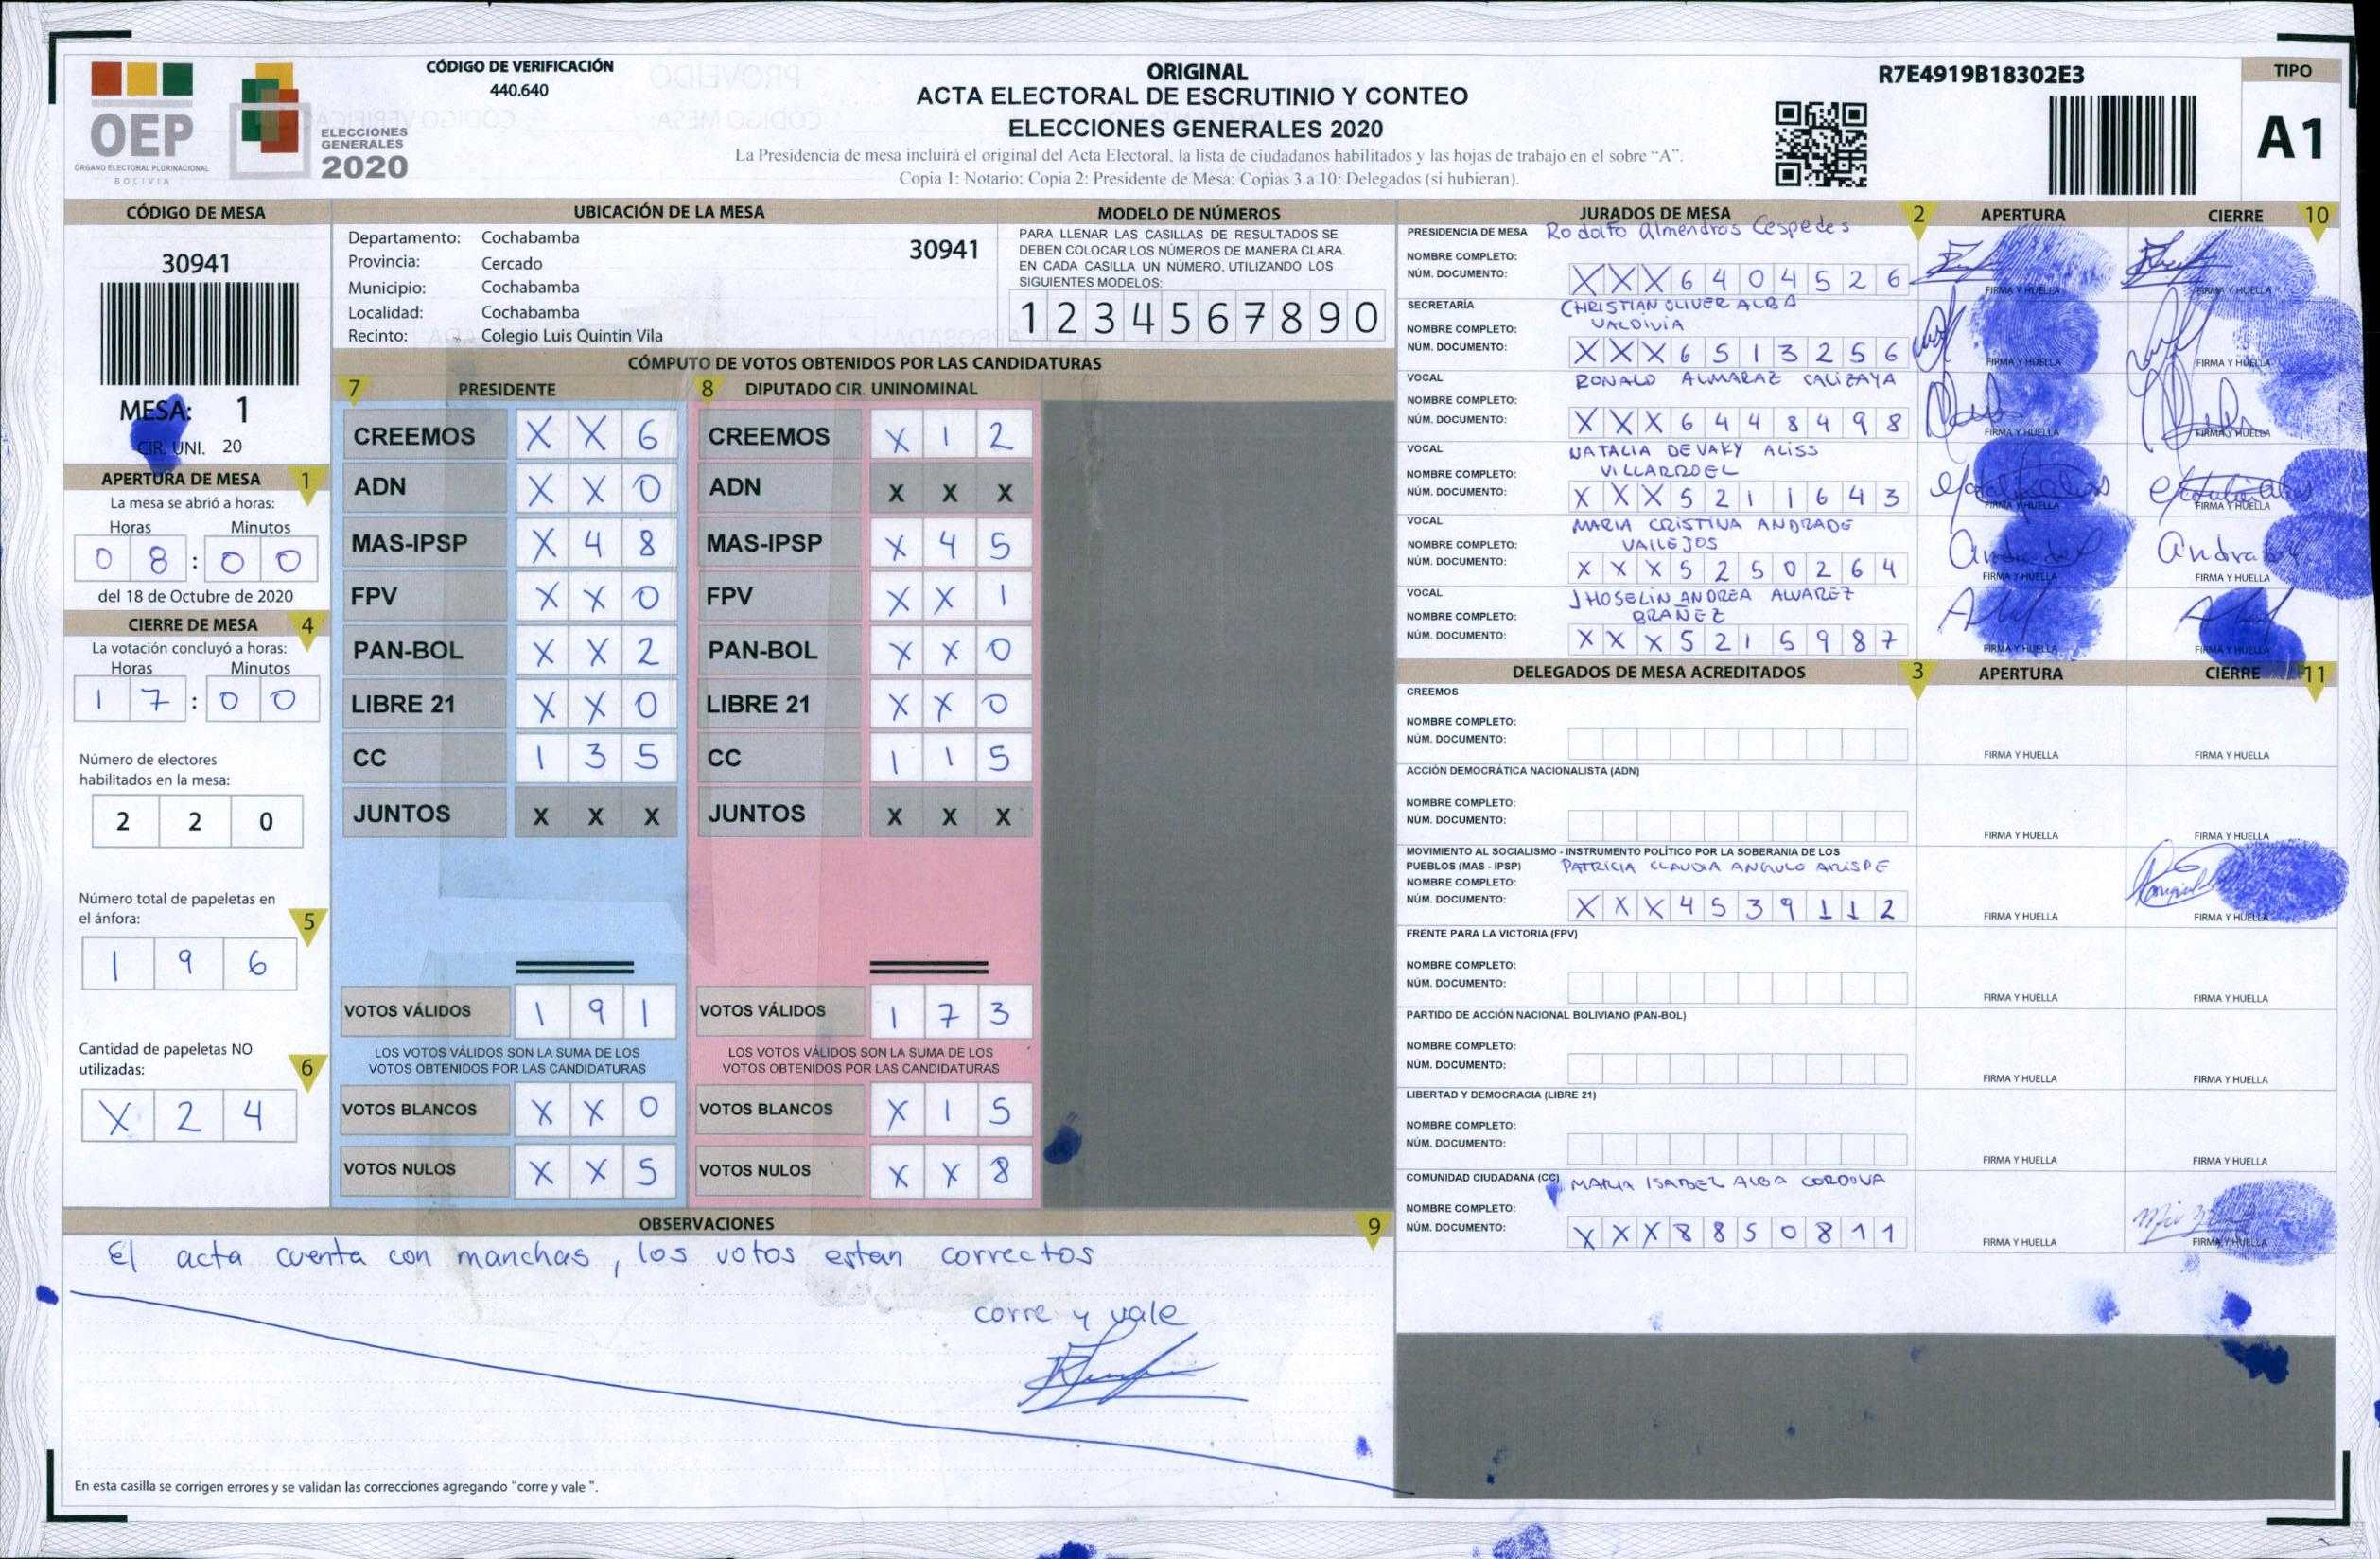 OEP
ÓRGANO ELECTORAL PLURINACIONAL
BOLIVIA
ELECCIONES
GENERALES
2020
CÓDIGO DE VERIFICACIÓN
440.640
ORIGINAL
ACTA ELECTORAL DE ESCRUTINIO Y CONTEO
ELECCIONES GENERALES 2020
La Presidencia de mesa incluirá el original del Acta Electoral, la lista de ciudadanos habilitados y las hojas de trabajo en el sobre "A".
Copia 1: Notario; Copia 2: Presidente de Mesa; Copias 3 a 10: Delegados (si hubieran).
R7E4919B18302E3
TIPO
A1
CÓDIGO DE MESA
30941
MESA: 1
CIR. UNI. 20
APERTURA DE MESA 1
La mesa se abrió a horas:
Horas Minutos
0 8 : 0 0
del 18 de Octubre de 2020
CIERRE DE MESA 4
La votación concluyó a horas:
Horas Minutos
1 7 : 0 0
Número de electores
habilitados en la mesa:
2 2 0
Número total de papeletas en
el ánfora: 5
1 9 6
Cantidad de papeletas NO
utilizadas: 6
X 2 4
UBICACIÓN DE LA MESA
Departamento: Cochabamba 30941
Provincia: Cercado
Municipio: Cochabamba
Localidad: Cochabamba
Recinto: Colegio Luis Quintin Vila
MODELO DE NÚMEROS
PARA LLENAR LAS CASILLAS DE RESULTADOS SE
DEBEN COLOCAR LOS NÚMEROS DE MANERA CLARA.
EN CADA CASILLA UN NÚMERO, UTILIZANDO LOS
SIGUIENTES MODELOS:
1 2 3 4 5 6 7 8 9 0
CÓMPUTO DE VOTOS OBTENIDOS POR LAS CANDIDATURAS
7 PRESIDENTE
CREEMOS X X 6
ADN X X 0
MAS-IPSP X 4 8
FPV X X 0
PAN-BOL X X 2
LIBRE 21 X X 0
CC 1 3 5
JUNTOS X X X
VOTOS VÁLIDOS 1 9 1
LOS VOTOS VÁLIDOS SON LA SUMA DE LOS
VOTOS OBTENIDOS POR LAS CANDIDATURAS
VOTOS BLANCOS X X 0
VOTOS NULOS X X 5
8 DIPUTADO CIR. UNINOMINAL
CREEMOS X 1 2
ADN X X X
MAS-IPSP X 4 5
FPV X X 1
PAN-BOL X X 0
LIBRE 21 X X 0
CC 1 1 5
JUNTOS X X X
VOTOS VÁLIDOS 1 7 3
LOS VOTOS VÁLIDOS SON LA SUMA DE LOS
VOTOS OBTENIDOS POR LAS CANDIDATURAS
VOTOS BLANCOS X 1 5
VOTOS NULOS X X 8
OBSERVACIONES 9
El acta cuenta con manchas, los votos estan correctos
corre y vale
En esta casilla se corrigen errores y se validan las correcciones agregando "corre y vale".
JURADOS DE MESA 2 APERTURA CIERRE 10
PRESIDENCIA DE MESA Rodolfo Almendras Cespedes
NOMBRE COMPLETO:
NÚM. DOCUMENTO: X X X 6 4 0 4 5 2 6
FIRMA Y HUELLA FIRMA Y HUELLA
SECRETARÍA CHRISTIAN OLIVER ALBA
NOMBRE COMPLETO: VALDIVIA
NÚM. DOCUMENTO: X X X 6 5 1 3 2 5 6
FIRMA Y HUELLA FIRMA Y HUELLA
VOCAL RONALD ALMARAZ CALIZAYA
NOMBRE COMPLETO:
NÚM. DOCUMENTO: X X X 6 4 4 8 4 9 8
FIRMA Y HUELLA FIRMA Y HUELLA
VOCAL NATALIA DEVAKY ALISS
NOMBRE COMPLETO: VILLARROEL
NÚM. DOCUMENTO: X X X 5 2 1 1 6 4 3
FIRMA Y HUELLA FIRMA Y HUELLA
VOCAL MARIA CRISTINA ANDRADE
NOMBRE COMPLETO: VALLEJOS
NÚM. DOCUMENTO: X X X 5 2 5 0 2 6 4
FIRMA Y HUELLA FIRMA Y HUELLA
VOCAL JHOSELIN ANDREA ALVAREZ
NOMBRE COMPLETO: BRAÑEZ
NÚM. DOCUMENTO: X X X 5 2 1 5 9 8 7
FIRMA Y HUELLA FIRMA Y HUELLA
DELEGADOS DE MESA ACREDITADOS 3 APERTURA CIERRE 11
CREEMOS
NOMBRE COMPLETO:
NÚM. DOCUMENTO:
FIRMA Y HUELLA FIRMA Y HUELLA
ACCIÓN DEMOCRÁTICA NACIONALISTA (ADN)
NOMBRE COMPLETO:
NÚM. DOCUMENTO:
FIRMA Y HUELLA FIRMA Y HUELLA
MOVIMIENTO AL SOCIALISMO - INSTRUMENTO POLÍTICO POR LA SOBERANIA DE LOS
PUEBLOS (MAS - IPSP) PATRICIA CLAUDIA ANGULO ARISPE
NOMBRE COMPLETO:
NÚM. DOCUMENTO: X X X 4 5 3 9 1 1 2
FIRMA Y HUELLA FIRMA Y HUELLA
FRENTE PARA LA VICTORIA (FPV)
NOMBRE COMPLETO:
NÚM. DOCUMENTO:
FIRMA Y HUELLA FIRMA Y HUELLA
PARTIDO DE ACCIÓN NACIONAL BOLIVIANO (PAN-BOL)
NOMBRE COMPLETO:
NÚM. DOCUMENTO:
FIRMA Y HUELLA FIRMA Y HUELLA
LIBERTAD Y DEMOCRACIA (LIBRE 21)
NOMBRE COMPLETO:
NÚM. DOCUMENTO:
FIRMA Y HUELLA FIRMA Y HUELLA
COMUNIDAD CIUDADANA (CC) MARIA ISABEL ALBA CORDOVA
NOMBRE COMPLETO:
NÚM. DOCUMENTO: X X X 8 8 5 0 8 1 1
FIRMA Y HUELLA FIRMA Y HUELLA